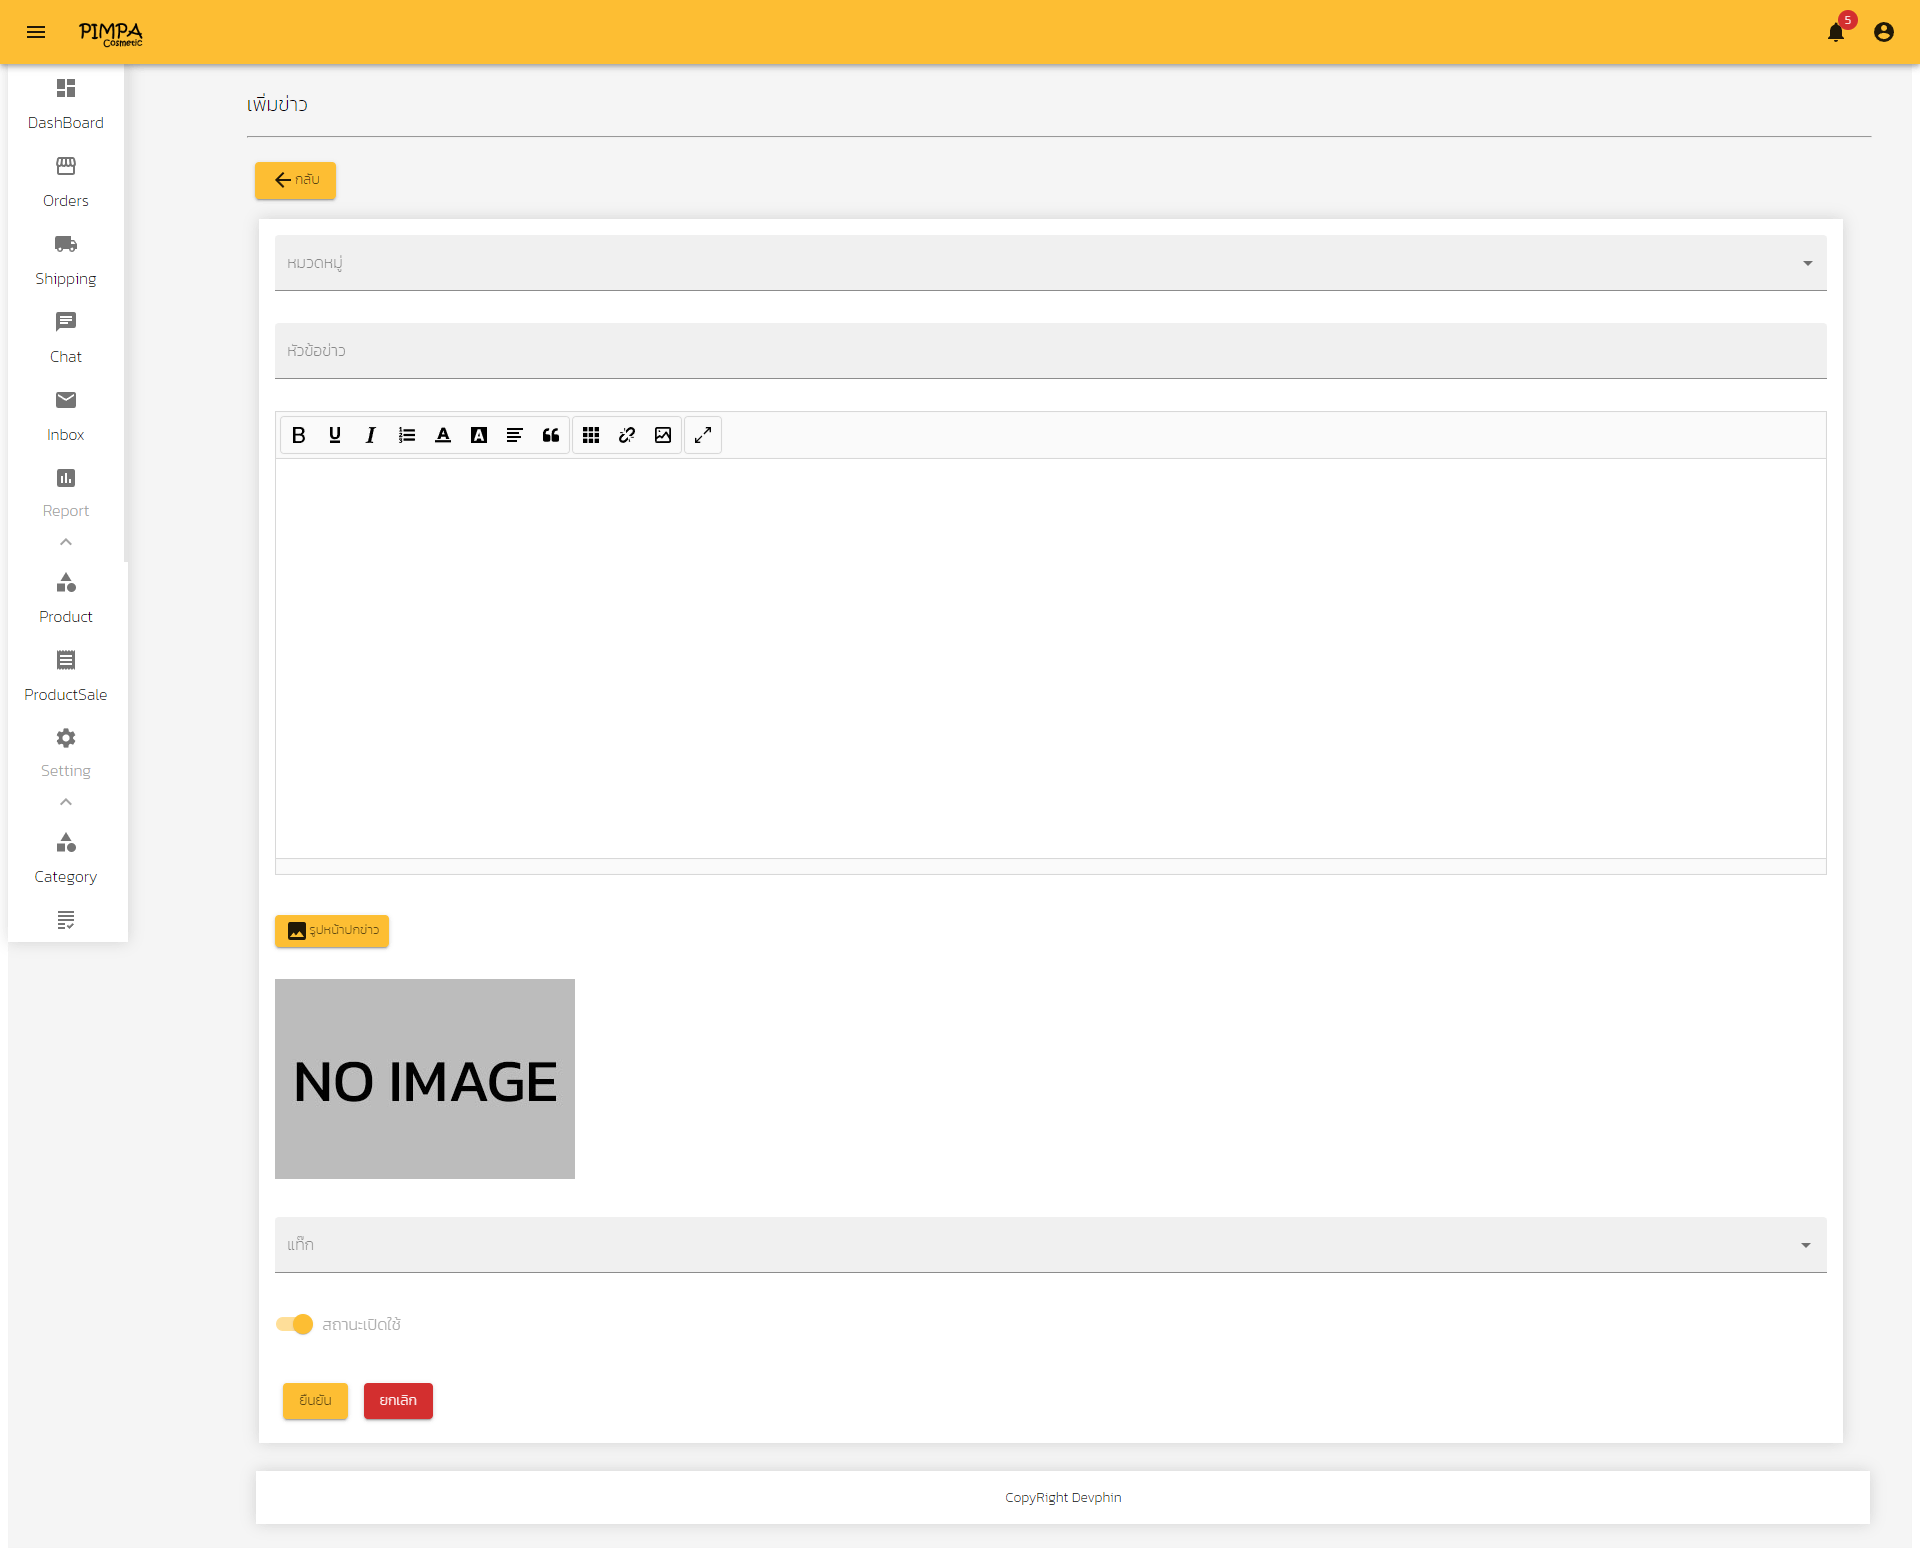 PIMPA
Cosmetic
5
DashBoard
Orders
Shipping
Chat
Inbox
Report
Product
ProductSale
Setting
Category
เพิ่มข่าว
กลับ
หมวดหมู่
หัวข้อข่าว
รูปหน้าปกข่าว
NO IMAGE
แท๊ก
สถานะเปิดใช้
ยืนยัน
ยกเลิก
CopyRight Devphin